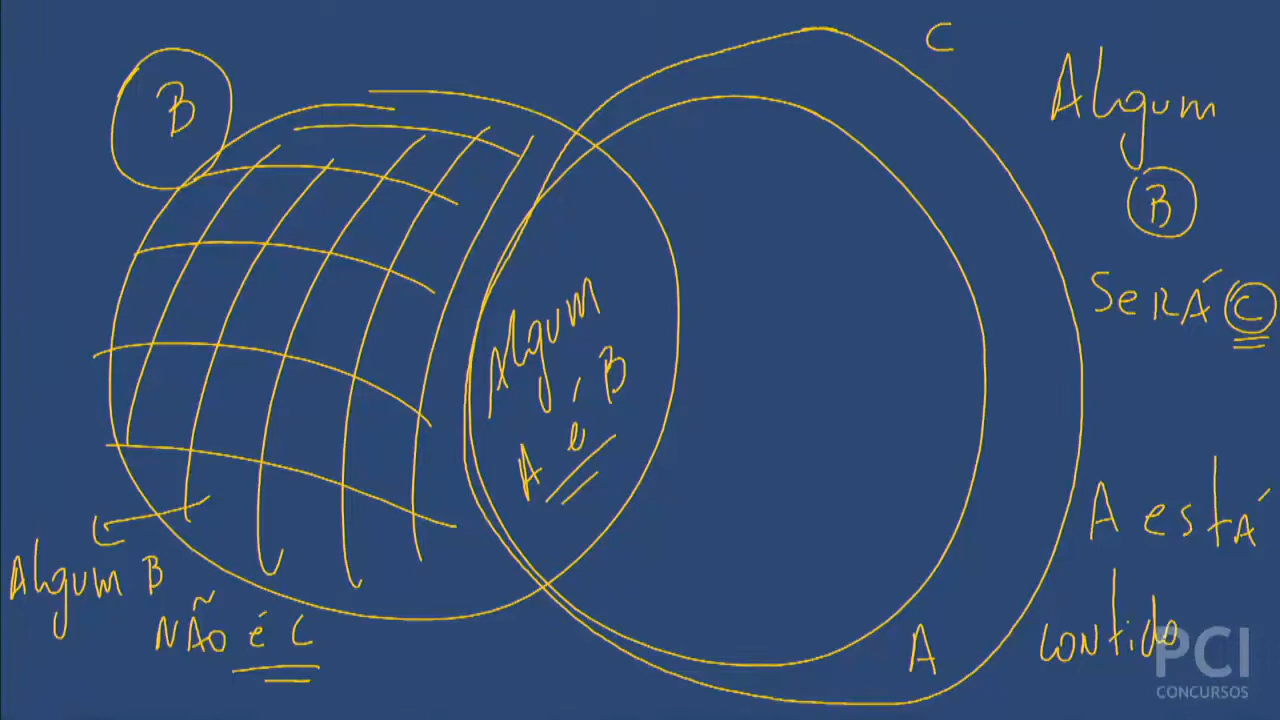 B
C
Algum
B
SERÁ C
Algum
A é B
A está
contido
A
Algum B
NÃO é C
PCI
CONCURSOS